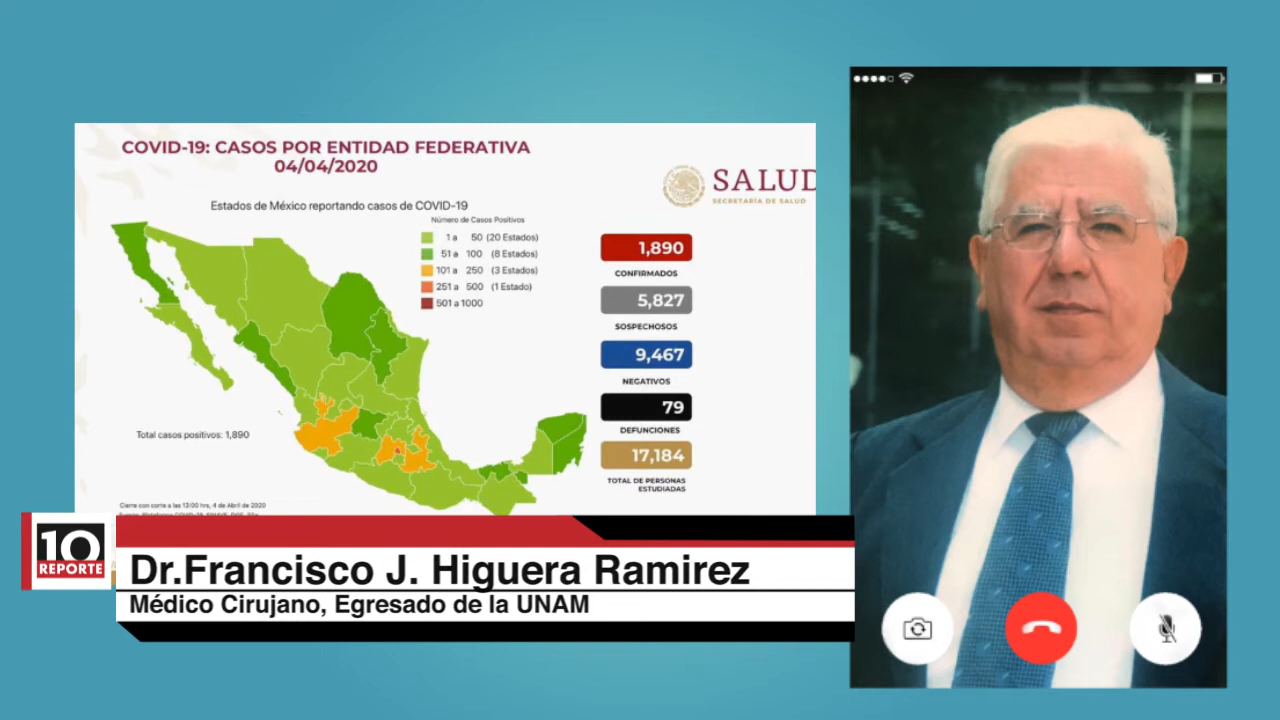 COVID-19: CASOS POR ENTIDAD FEDERATIVA
04/04/2020
SALUD
SECRETARÍA DE SALUD
Estados de México reportando casos de COVID-19
Número de Casos Positivos
1 a 50 (20 Estados)
51 a 100 (8 Estados)
101 a 250 (3 Estados)
251 a 500 (1 Estado)
501 a 1000
1,890
CONFIRMADOS
5,827
SOSPECHOSOS
9,467
NEGATIVOS
79
DEFUNCIONES
17,184
TOTAL DE PERSONAS
ESTUDIADAS
Total casos positivos: 1,890
Cierre con corte a las 13:00 hrs, 4 de Abril de 2020
10
REPORTE
Dr.Francisco J. Higuera Ramirez
Médico Cirujano, Egresado de la UNAM